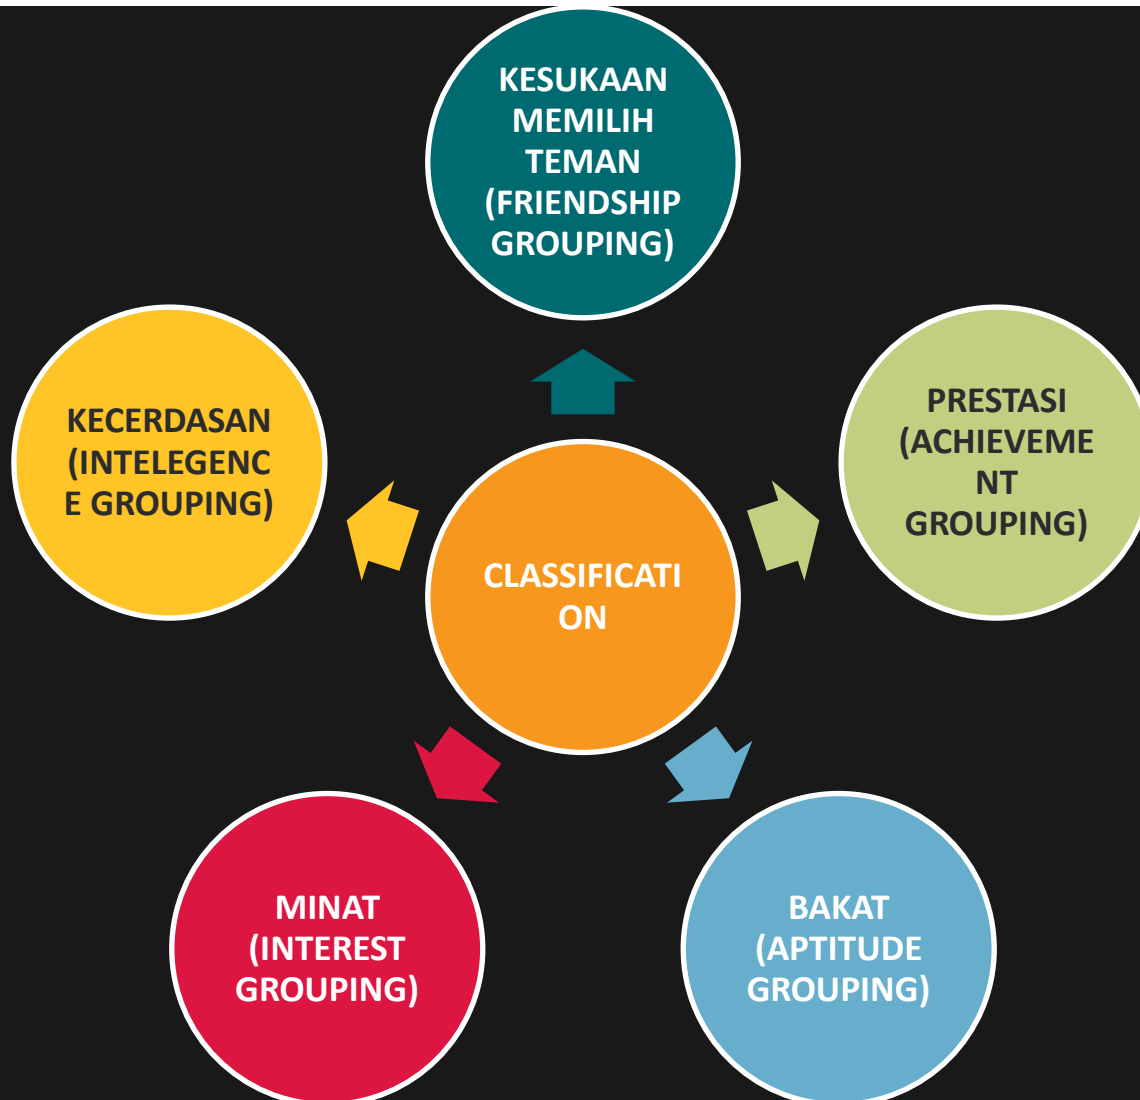 KESUKAAN
MEMILIH
TEMAN
(FRIENDSHIP
GROUPING)
PRESTASI
(ACHIEVEME
NT
GROUPING)
BAKAT
(APTITUDE
GROUPING)
MINAT
(INTEREST
GROUPING)
KECERDASAN
(INTELEGENC
E GROUPING)
CLASSIFICATI
ON